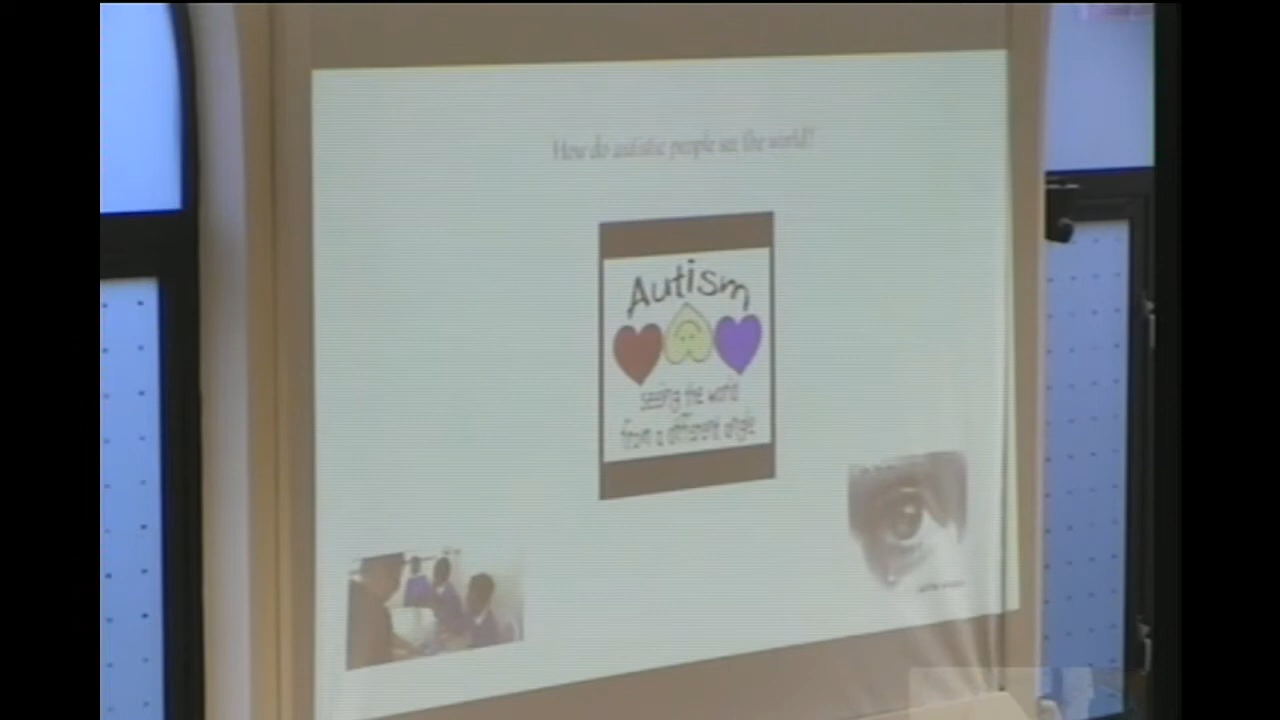 How do autistic people see the world?
Autism
seeing the world
from a different angle